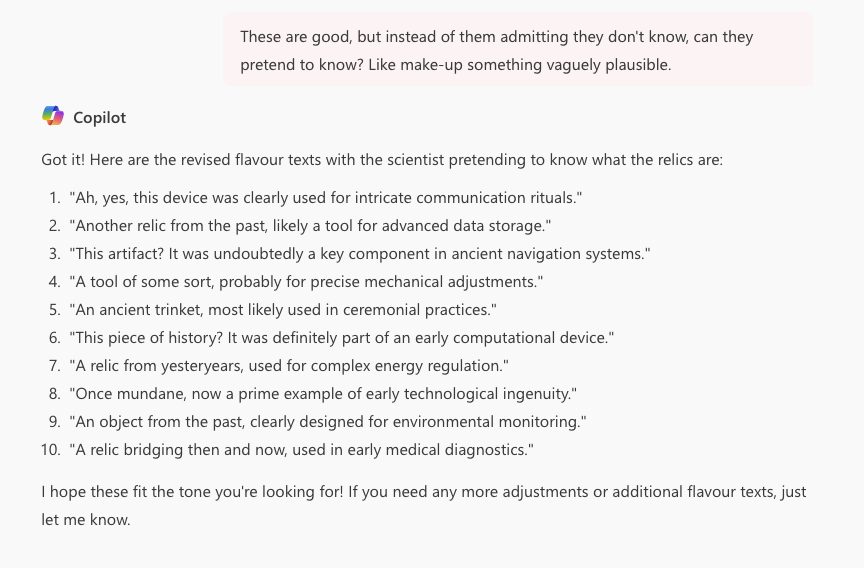 These are good, but instead of them admitting they don't know, can they
pretend to know? Like make-up something vaguely plausible.
Copilot
Got it! Here are the revised flavour texts with the scientist pretending to know what the relics are:
1. "Ah, yes, this device was clearly used for intricate communication rituals."
2. "Another relic from the past, likely a tool for advanced data storage."
3. "This artifact? It was undoubtedly a key component in ancient navigation systems."
4. "A tool of some sort, probably for precise mechanical adjustments."
5. "An ancient trinket, most likely used in ceremonial practices."
6. "This piece of history? It was definitely part of an early computational device."
7. "A relic from yesteryears, used for complex energy regulation."
8. "Once mundane, now a prime example of early technological ingenuity."
9. "An object from the past, clearly designed for environmental monitoring."
10. "A relic bridging then and now, used in early medical diagnostics."
I hope these fit the tone you're looking for! If you need any more adjustments or additional flavour texts, just
let me know.